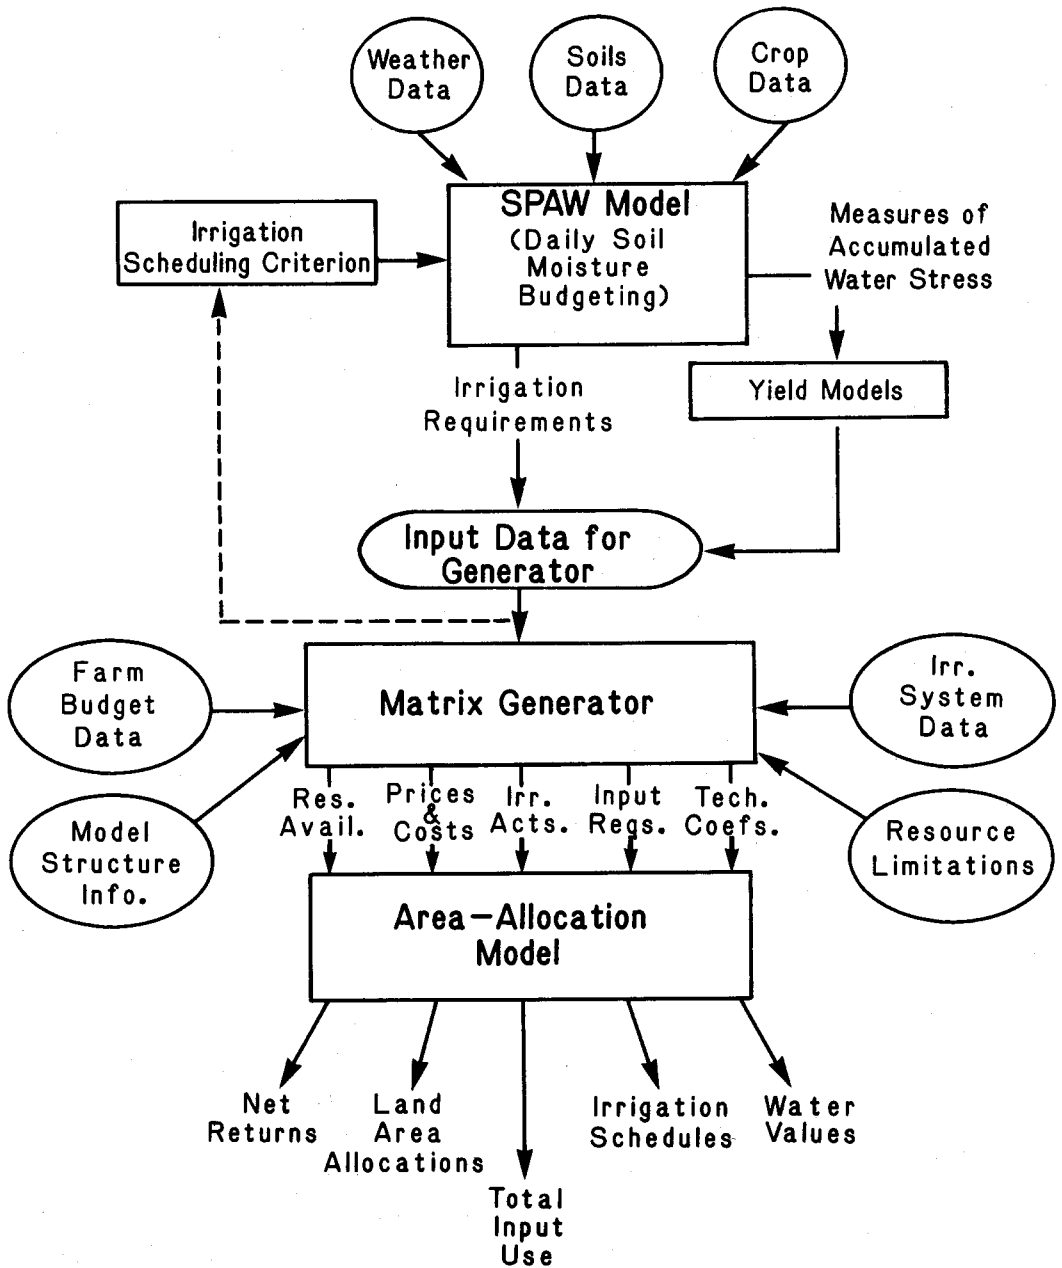 Weather
Data
Soils
Data
Crop
Data
Irrigation
Scheduling Criterion
SPAW Model
(Daily Soil
Moisture
Budgeting)
Measures of
Accumulated
Water Stress
Irrigation
Requirements
Yield Models
Input Data for
Generator
Farm
Budget
Data
Matrix Generator
Irr.
System
Data
Model
Structure
Info.
Res.
Avail.
Prices
&
Costs
Irr.
Acts.
Input
Reqs.
Tech.
Coefs.
Resource
Limitations
Area-Allocation
Model
Net
Returns
Land
Area
Allocations
Total
Input
Use
Irrigation
Schedules
Water
Values